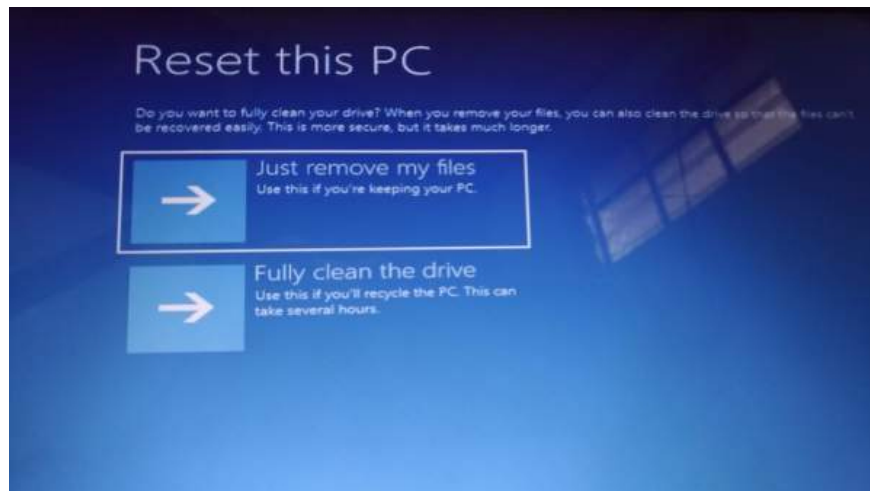 Reset this PC
Do you want to fully clean your drive? When you remove your files, you can also clean the drive so that the files can't
be recovered easily. This is more secure, but it takes much longer.
Just remove my files
Use this if you're keeping your PC.
Fully clean the drive
Use this if you'll recycle the PC. This can
take several hours.